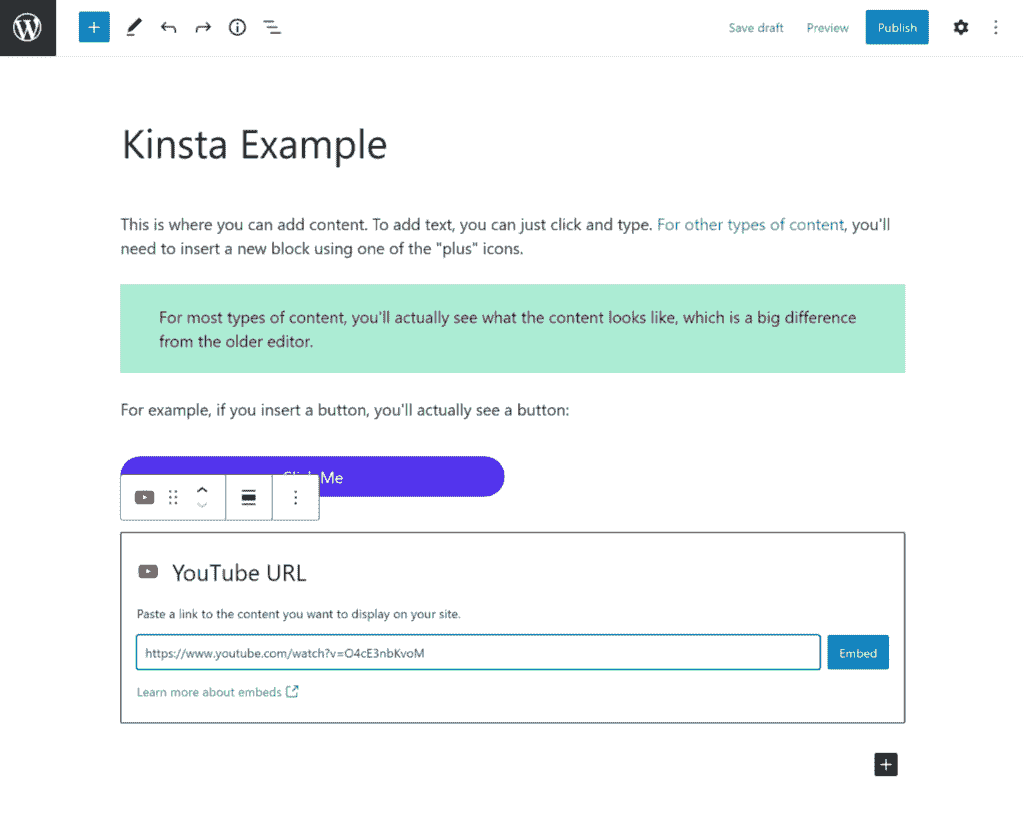 Save draft Preview Publish
Kinsta Example
This is where you can add content. To add text, you can just click and type. For other types of content, you'll
need to insert a new block using one of the "plus" icons.
For most types of content, you'll actually see what the content looks like, which is a big difference
from the older editor.
For example, if you insert a button, you'll actually see a button:
Me
YouTube URL
Paste a link to the content you want to display on your site.
https://www.youtube.com/watch?v=O4cE3nbKvoM
Embed
Learn more about embeds